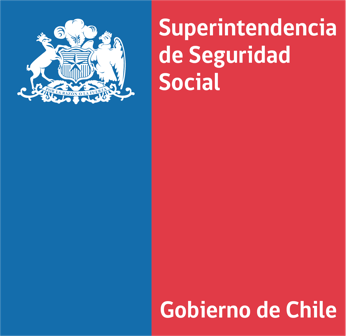 Superintendencia
de Seguridad
Social
Gobierno de Chile